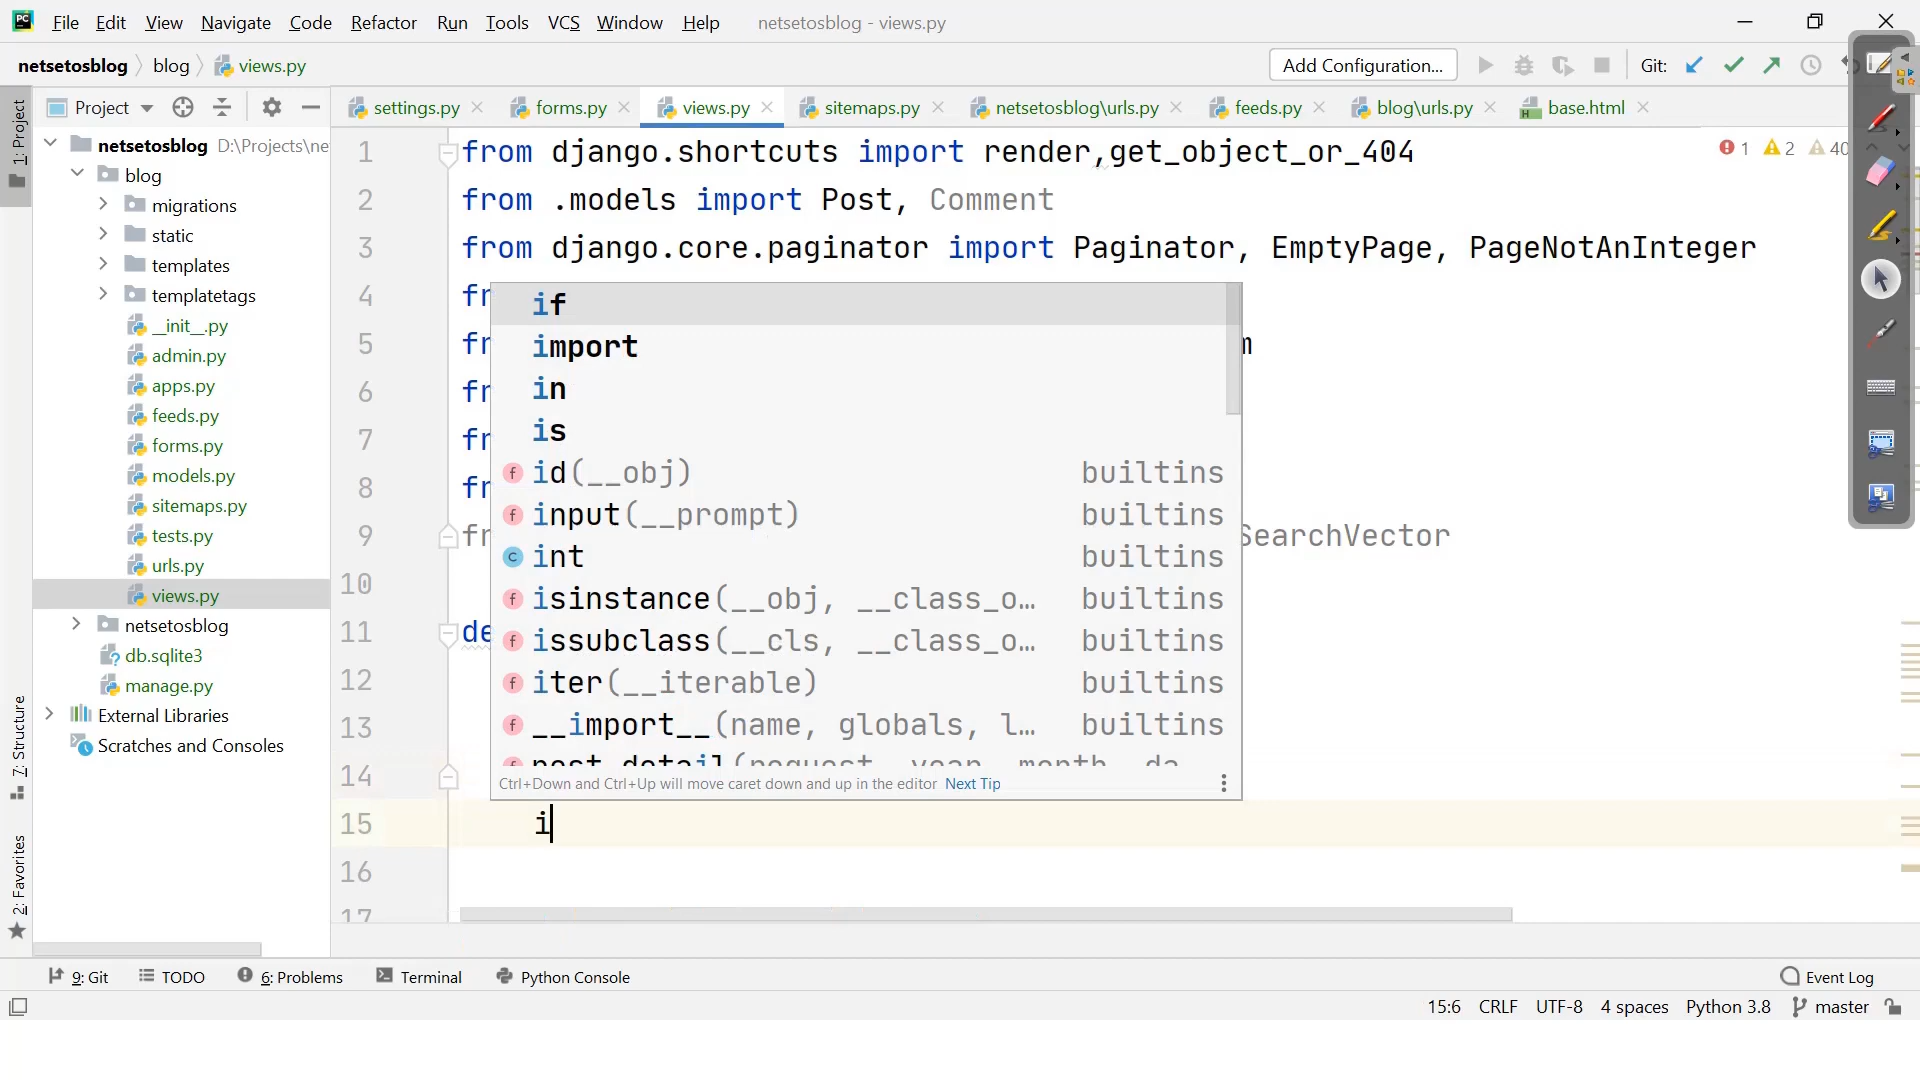 PC File Edit View Navigate Code Refactor Run Tools VCS Window Help netsetosblog - views.py
netsetosblog blog views.py Add Configuration... Git:
1: Project
7: Structure
2: Favorites
Project
netsetosblog D:\Projects\ne
blog
migrations
static
templates
templatetags
__init__.py
admin.py
apps.py
feeds.py
forms.py
models.py
sitemaps.py
tests.py
urls.py
views.py
netsetosblog
db.sqlite3
manage.py
External Libraries
Scratches and Consoles
settings.py forms.py views.py sitemaps.py netsetosblog\urls.py feeds.py blog\urls.py base.html
1 from django.shortcuts import render,get_object_or_404
1 2 40
2 from .models import Post, Comment
3 from django.core.paginator import Paginator, EmptyPage, PageNotAnInteger
4 fr
5 fr m
6 fr
7 fr
8 fr
9 fr SearchVector
10
11 de
12
13
14
15 i
16
17
if
import
in
is
f id(__obj) builtins
f input(__prompt) builtins
C int builtins
f isinstance(__obj, __class_o… builtins
f issubclass(__cls, __class_o… builtins
f iter(__iterable) builtins
f __import__(name, globals, l… builtins
post_detail(request, year, month, da
Ctrl+Down and Ctrl+Up will move caret down and up in the editor Next Tip
9: Git TODO 6: Problems Terminal Python Console Event Log
15:6 CRLF UTF-8 4 spaces Python 3.8 master